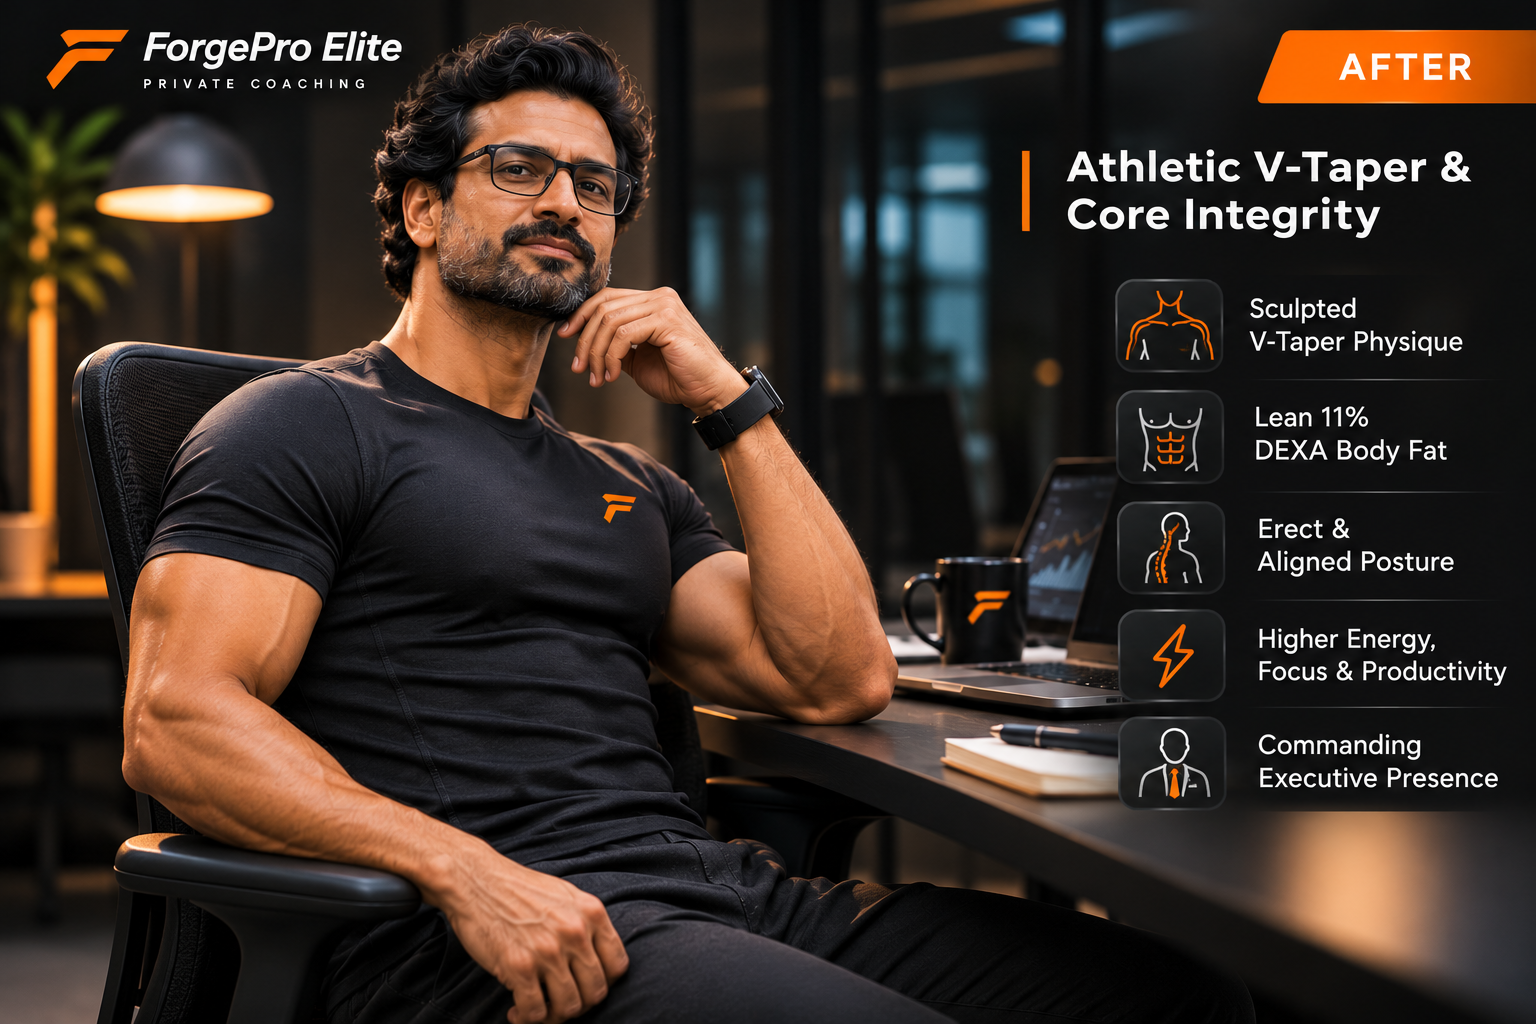 ForgePro Elite
PRIVATE COACHING
AFTER
Athletic V-Taper &
Core Integrity
Sculpted
V-Taper Physique
Lean 11%
DEXA Body Fat
Erect &
Aligned Posture
Higher Energy,
Focus & Productivity
Commanding
Executive Presence